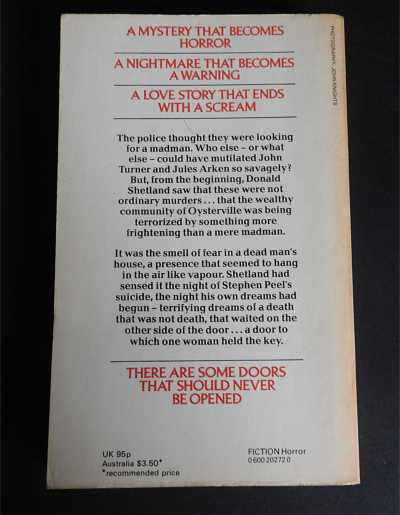 A MYSTERY THAT BECOMES
HORROR
A NIGHTMARE THAT BECOMES
A WARNING
A LOVE STORY THAT ENDS
WITH A SCREAM
The police thought they were looking
for a madman. Who else – or what
else – could have mutilated John
Turner and Jules Arken so savagely?
But, from the beginning, Donald
Shetland saw that these were not
ordinary murders . . . that the wealthy
community of Oysterville was being
terrorized by something more
frightening than a mere madman.
It was the smell of fear in a dead man's
house, a presence that seemed to hang
in the air like vapour. Shetland had
sensed it the night of Stephen Peel's
suicide, the night his own dreams had
begun – terrifying dreams of a death
that was not death, that waited on the
other side of the door . . . a door to
which one woman held the key.
THERE ARE SOME DOORS
THAT SHOULD NEVER
BE OPENED
UK 95p
Australia $3.50*
*recommended price
FICTION Horror
0 600 20272 0
PHOTOGRAPHY: JOHN KNIGHTS